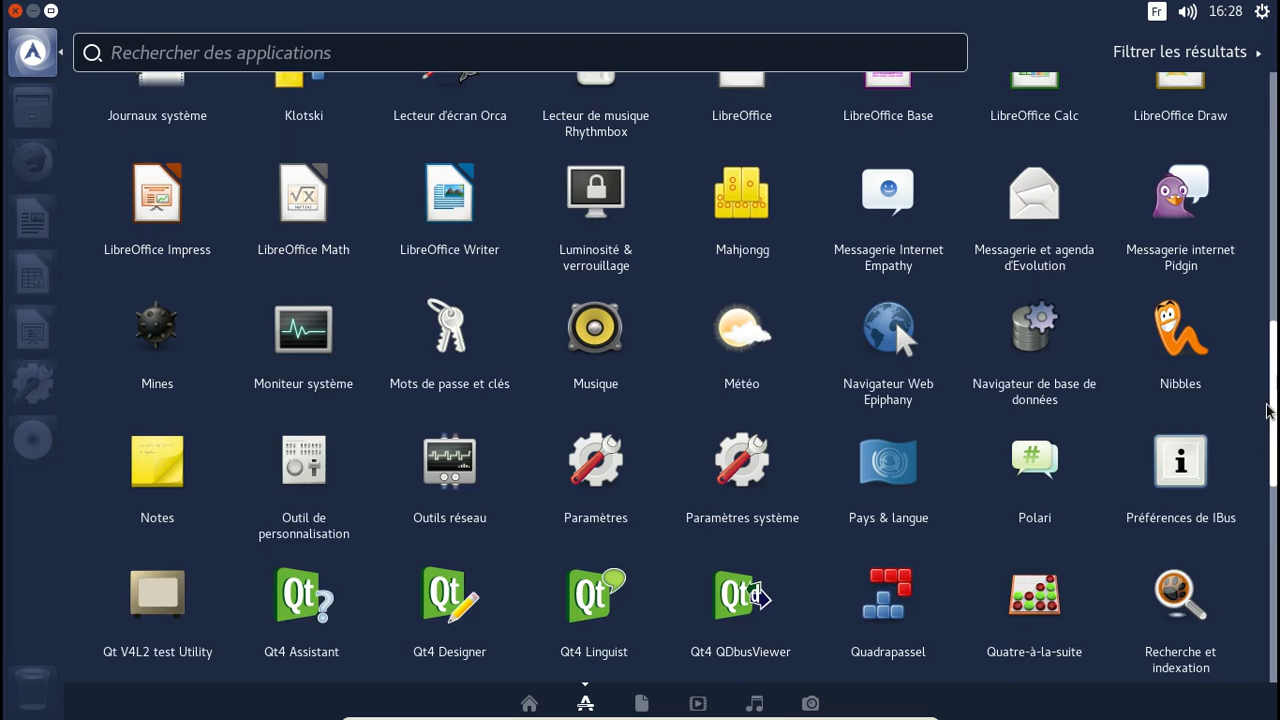 Fr 16:28
Rechercher des applications
Filtrer les résultats
Journaux système
Klotski
Lecteur d'écran Orca
Lecteur de musique
Rhythmbox
LibreOffice
LibreOffice Base
LibreOffice Calc
LibreOffice Draw
LibreOffice Impress
LibreOffice Math
LibreOffice Writer
Luminosité &
verrouillage
Mahjongg
Messagerie Internet
Empathy
Messagerie et agenda
d'Evolution
Messagerie internet
Pidgin
Mines
Moniteur système
Mots de passe et clés
Musique
Météo
Navigateur Web
Epiphany
Navigateur de base de
données
Nibbles
Notes
Outil de
personnalisation
Outils réseau
Paramètres
Paramètres système
Pays & langue
#
Polari
i
Préférences de IBus
Qt V4L2 test Utility
Qt
?
Qt4 Assistant
Qt
Qt4 Designer
Qt
Qt4 Linguist
Qt
d
Qt4 QDbusViewer
Quadrapassel
Quatre-à-la-suite
Recherche et
indexation